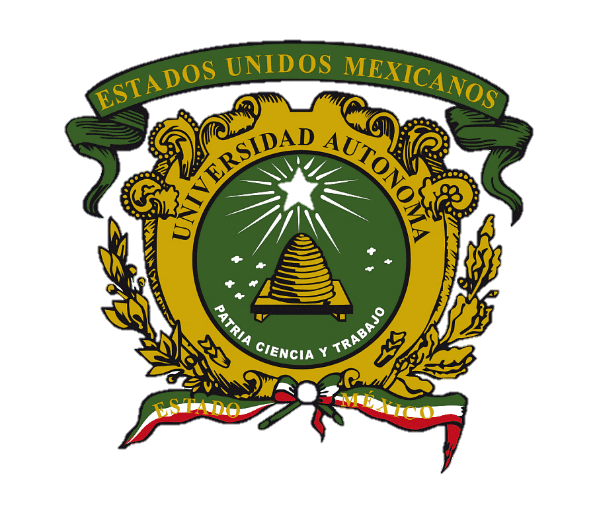 ESTADOS UNIDOS MEXICANOS
UNIVERSIDAD AUTONOMA
PATRIA CIENCIA Y TRABAJO
ESTADO MÉXICO